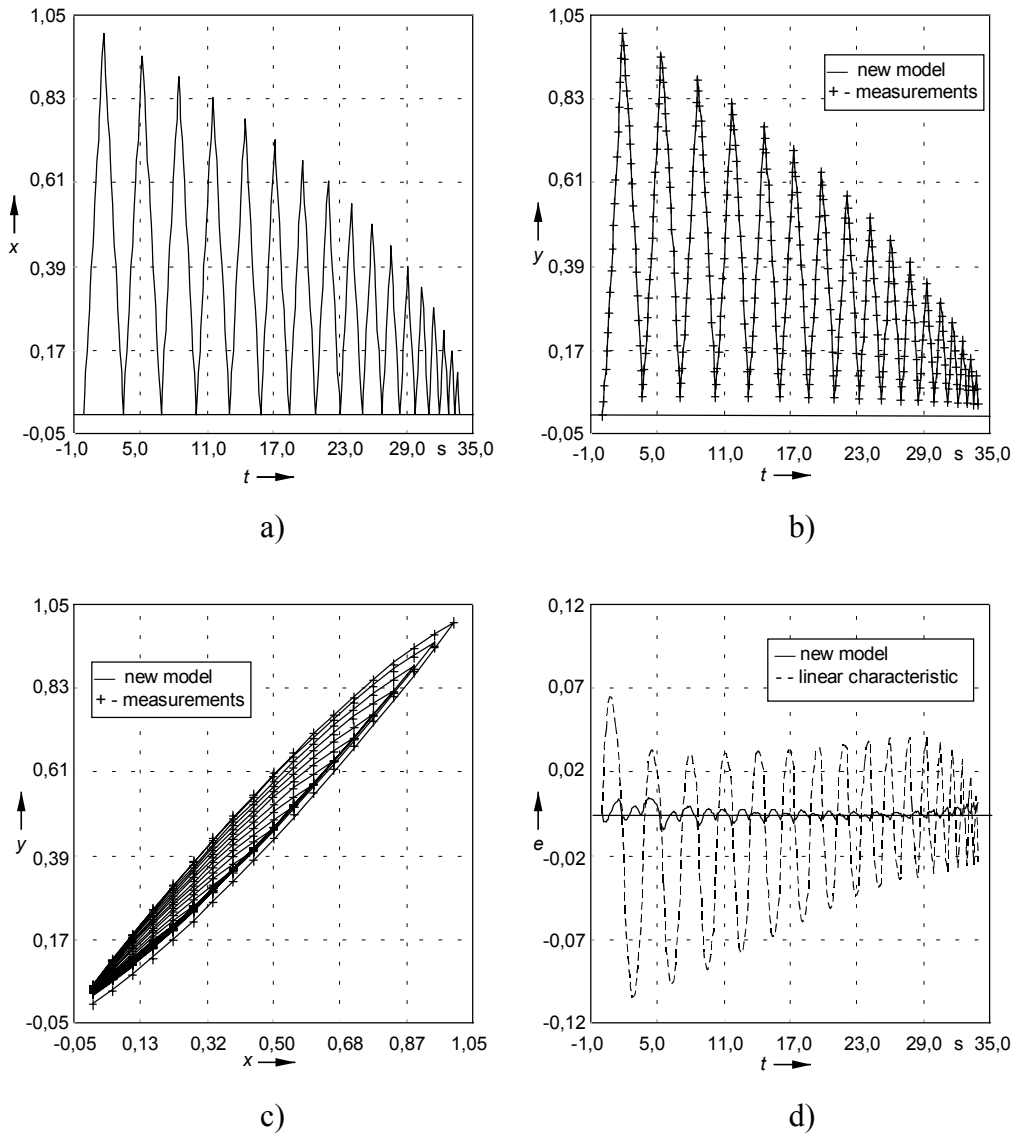 1,05
0,83
0,61
0,39
0,17
-0,05
x
-1,0 5,0 11,0 17,0 23,0 29,0 s 35,0
t
a)
1,05
0,83
0,61
0,39
0,17
-0,05
y
new model
+ - measurements
-1,0 5,0 11,0 17,0 23,0 29,0 s 35,0
t
b)
1,05
0,83
0,61
0,39
0,17
-0,05
y
new model
+ - measurements
-0,05 0,13 0,32 0,50 0,68 0,87 1,05
x
c)
0,12
0,07
0,02
-0,02
-0,07
-0,12
e
new model
linear characteristic
-1,0 5,0 11,0 17,0 23,0 29,0 s 35,0
t
d)